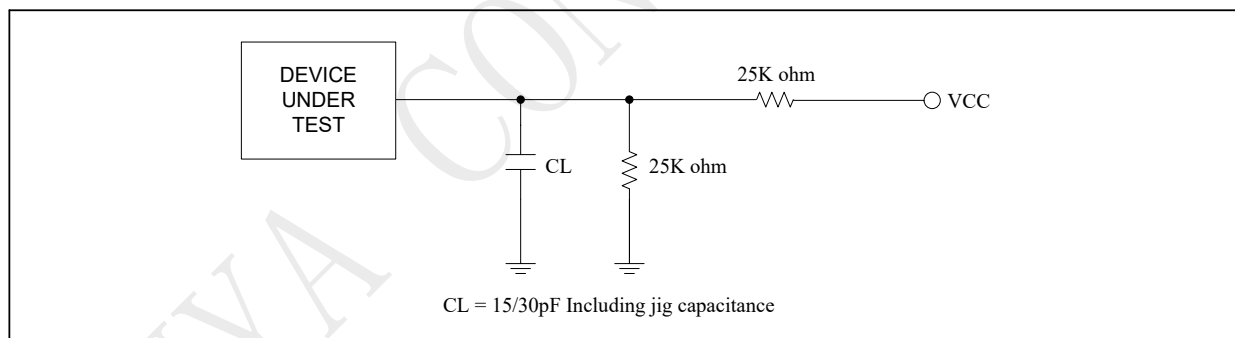 DEVICE
UNDER
TEST
25K ohm
VCC
CL
25K ohm
CL = 15/30pF Including jig capacitance